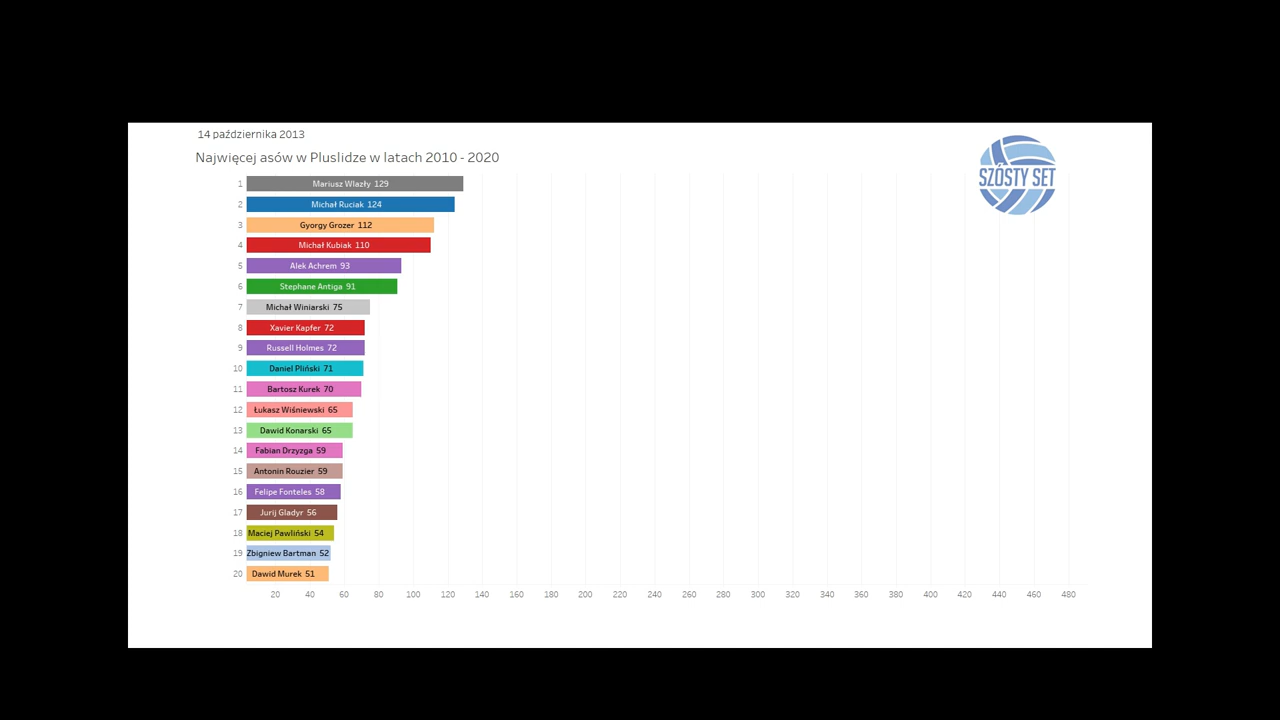 14 października 2013
Najwięcej asów w Pluslidze w latach 2010 - 2020
SZÓSTY SET
1 Mariusz Wlazły 129
2 Michał Ruciak 124
3 Gyorgy Grozer 112
4 Michał Kubiak 110
5 Alek Achrem 93
6 Stephane Antiga 91
7 Michał Winiarski 75
8 Xavier Kapfer 72
9 Russell Holmes 72
10 Daniel Pliński 71
11 Bartosz Kurek 70
12 Łukasz Wiśniewski 65
13 Dawid Konarski 65
14 Fabian Drzyzga 59
15 Antonin Rouzier 59
16 Felipe Fonteles 58
17 Jurij Gladyr 56
18 Maciej Pawliński 54
19 Zbigniew Bartman 52
20 Dawid Murek 51
20 40 60 80 100 120 140 160 180 200 220 240 260 280 300 320 340 360 380 400 420 440 460 480